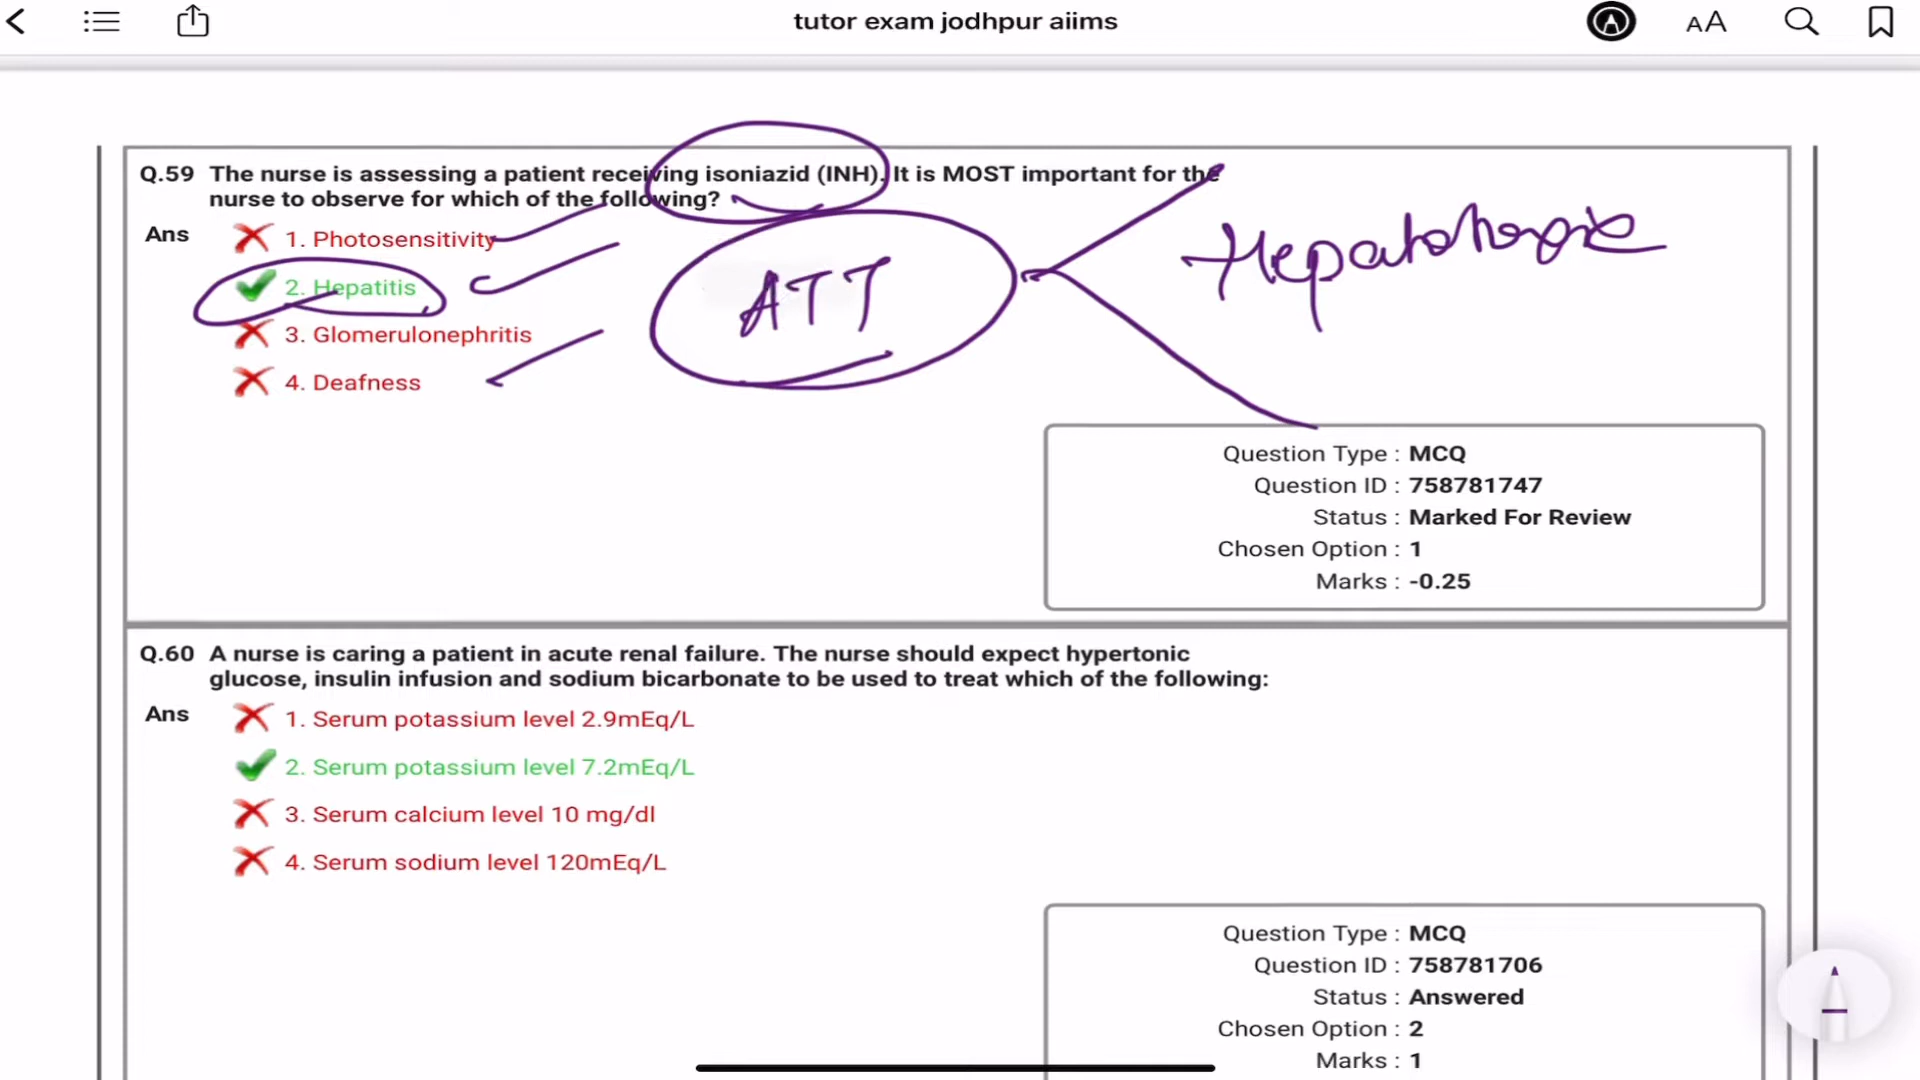 tutor exam jodhpur aiims
AA
Q.59 The nurse is assessing a patient receiving isoniazid (INH). It is MOST important for the
nurse to observe for which of the following?
Ans
1. Photosensitivity
2. Hepatitis
3. Glomerulonephritis
4. Deafness
ATT
Question Type : MCQ
Question ID : 758781747
Status : Marked For Review
Chosen Option : 1
Marks : -0.25
Q.60 A nurse is caring a patient in acute renal failure. The nurse should expect hypertonic
glucose, insulin infusion and sodium bicarbonate to be used to treat which of the following:
Ans
1. Serum potassium level 2.9mEq/L
2. Serum potassium level 7.2mEq/L
3. Serum calcium level 10 mg/dl
4. Serum sodium level 120mEq/L
Question Type : MCQ
Question ID : 758781706
Status : Answered
Chosen Option : 2
Marks : 1